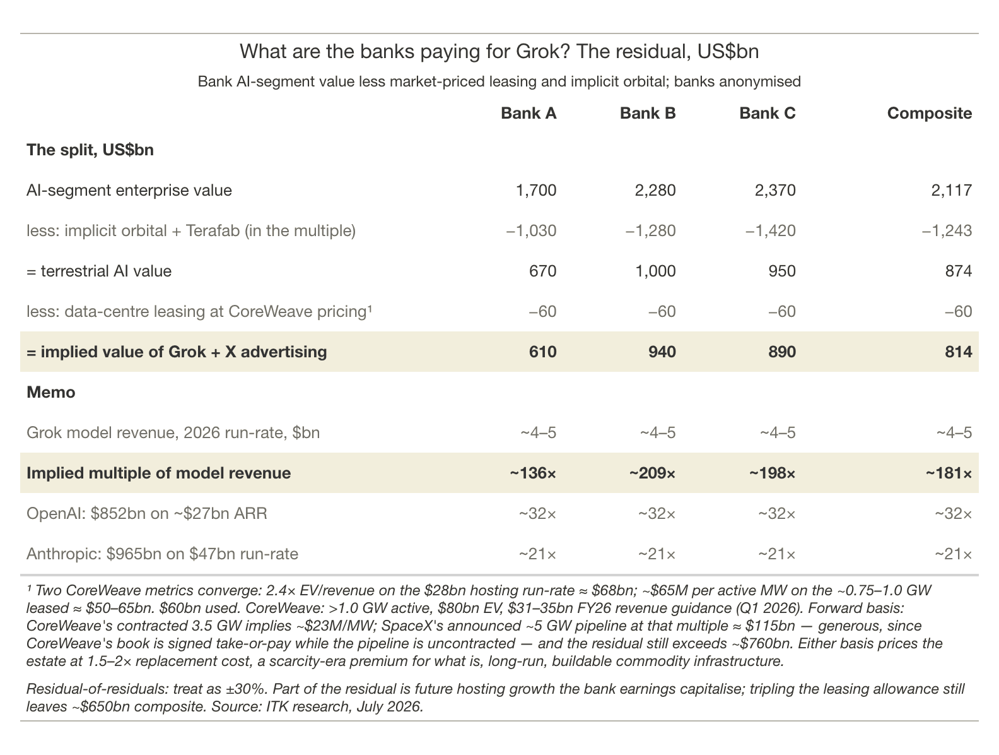 What are the banks paying for Grok? The residual, US$bn
Bank AI-segment value less market-priced leasing and implicit orbital; banks anonymised
Bank A Bank B Bank C Composite
The split, US$bn
AI-segment enterprise value 1,700 2,280 2,370 2,117
less: implicit orbital + Terafab (in the multiple) −1,030 −1,280 −1,420 −1,243
= terrestrial AI value 670 1,000 950 874
less: data-centre leasing at CoreWeave pricing¹ −60 −60 −60 −60
= implied value of Grok + X advertising 610 940 890 814
Memo
Grok model revenue, 2026 run-rate, $bn ~4–5 ~4–5 ~4–5 ~4–5
Implied multiple of model revenue ~136× ~209× ~198× ~181×
OpenAI: $852bn on ~$27bn ARR ~32× ~32× ~32× ~32×
Anthropic: $965bn on $47bn run-rate ~21× ~21× ~21× ~21×
¹ Two CoreWeave metrics converge: 2.4× EV/revenue on the $28bn hosting run-rate ≈ $68bn; ~$65M per active MW on the ~0.75–1.0 GW
leased ≈ $50–65bn. $60bn used. CoreWeave: >1.0 GW active, $80bn EV, $31–35bn FY26 revenue guidance (Q1 2026). Forward basis:
CoreWeave's contracted 3.5 GW implies ~$23M/MW; SpaceX's announced ~5 GW pipeline at that multiple ≈ $115bn — generous, since
CoreWeave's book is signed take-or-pay while the pipeline is uncontracted — and the residual still exceeds ~$760bn. Either basis prices the
estate at 1.5–2× replacement cost, a scarcity-era premium for what is, long-run, buildable commodity infrastructure.
Residual-of-residuals: treat as ±30%. Part of the residual is future hosting growth the bank earnings capitalise; tripling the leasing allowance still
leaves ~$650bn composite. Source: ITK research, July 2026.